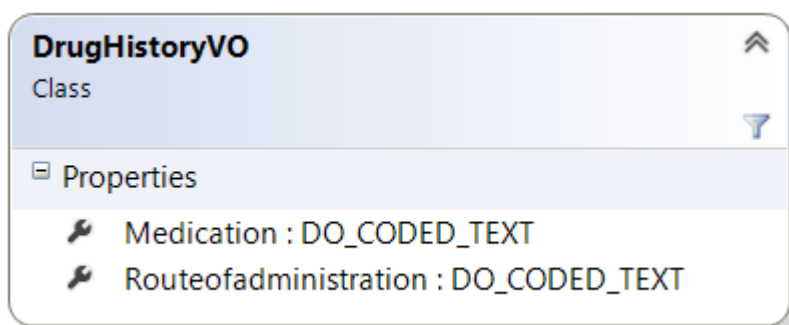 DrugHistoryVO
Class
Properties
Medication : DO_CODED_TEXT
Routeofadministration : DO_CODED_TEXT